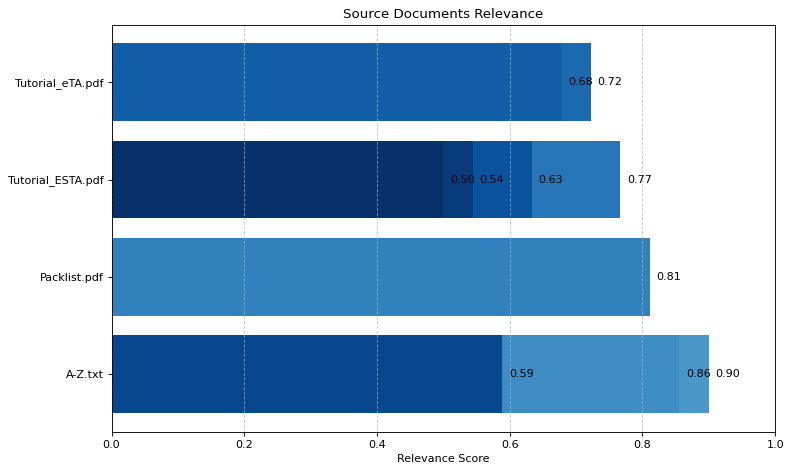 Source Documents Relevance
Tutorial_eTA.pdf 0.68 0.72
Tutorial_ESTA.pdf 0.50 0.54 0.63 0.77
Packlist.pdf 0.81
A-Z.txt 0.59 0.86 0.90
0.0 0.2 0.4 0.6 0.8 1.0
Relevance Score